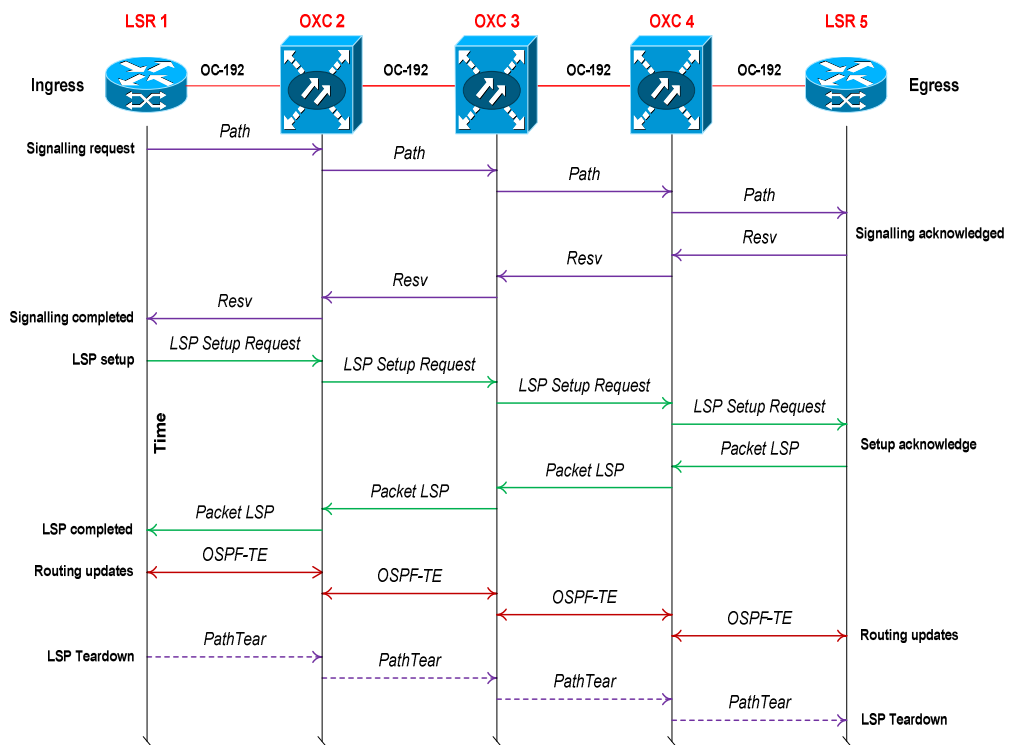 LSR 1
OXC 2
OXC 3
OXC 4
LSR 5
Ingress
OC-192
OC-192
OC-192
OC-192
Egress
Signalling request
Path
Path
Path
Path
Signalling acknowledged
Resv
Resv
Resv
Resv
Signalling completed
LSP setup
LSP Setup Request
LSP Setup Request
LSP Setup Request
LSP Setup Request
Time
Setup acknowledge
Packet LSP
Packet LSP
Packet LSP
Packet LSP
LSP completed
Routing updates
OSPF-TE
OSPF-TE
OSPF-TE
OSPF-TE
Routing updates
LSP Teardown
PathTear
PathTear
PathTear
PathTear
LSP Teardown